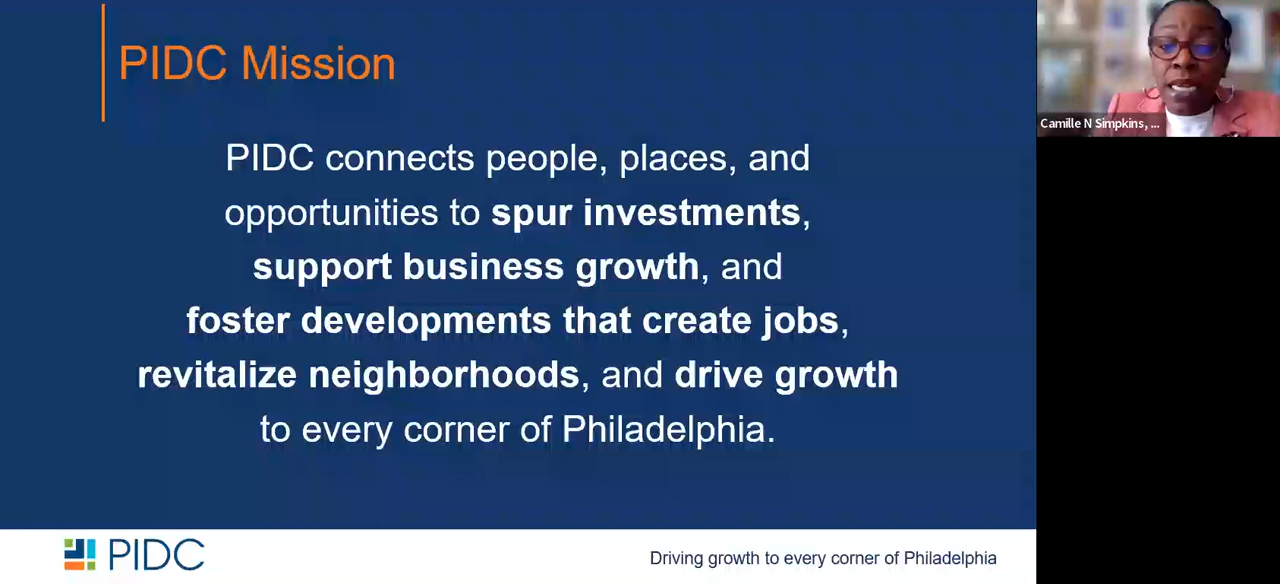 PIDC Mission
PIDC connects people, places, and
opportunities to spur investments,
support business growth, and
foster developments that create jobs,
revitalize neighborhoods, and drive growth
to every corner of Philadelphia.
PIDC
Driving growth to every corner of Philadelphia
Camille N Simpkins, ...